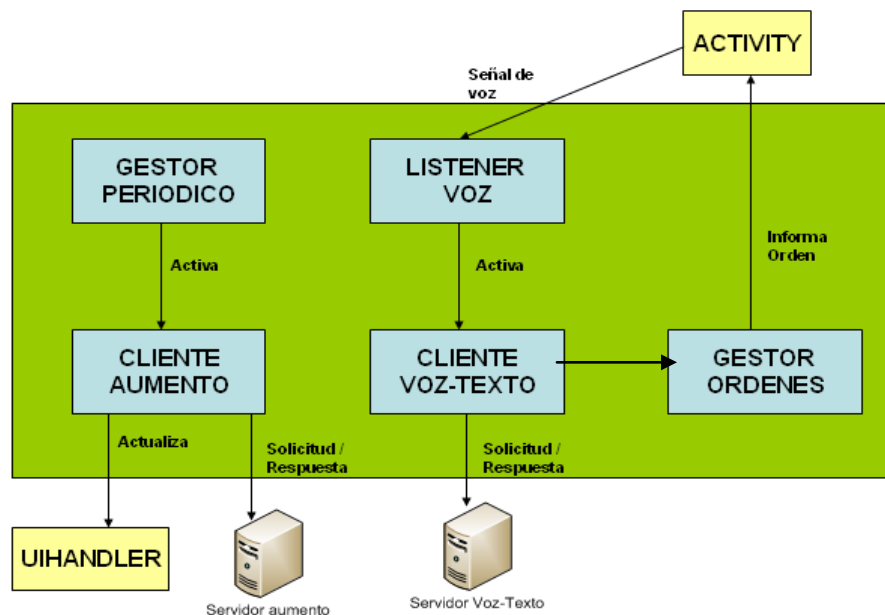 ACTIVITY
Señal de
voz
GESTOR
PERIODICO
LISTENER
VOZ
Informa
Orden
Activa
Activa
CLIENTE
AUMENTO
CLIENTE
VOZ-TEXTO
GESTOR
ORDENES
Actualiza
Solicitud /
Respuesta
Solicitud /
Respuesta
UIHANDLER
Servidor aumento
Servidor Voz-Texto